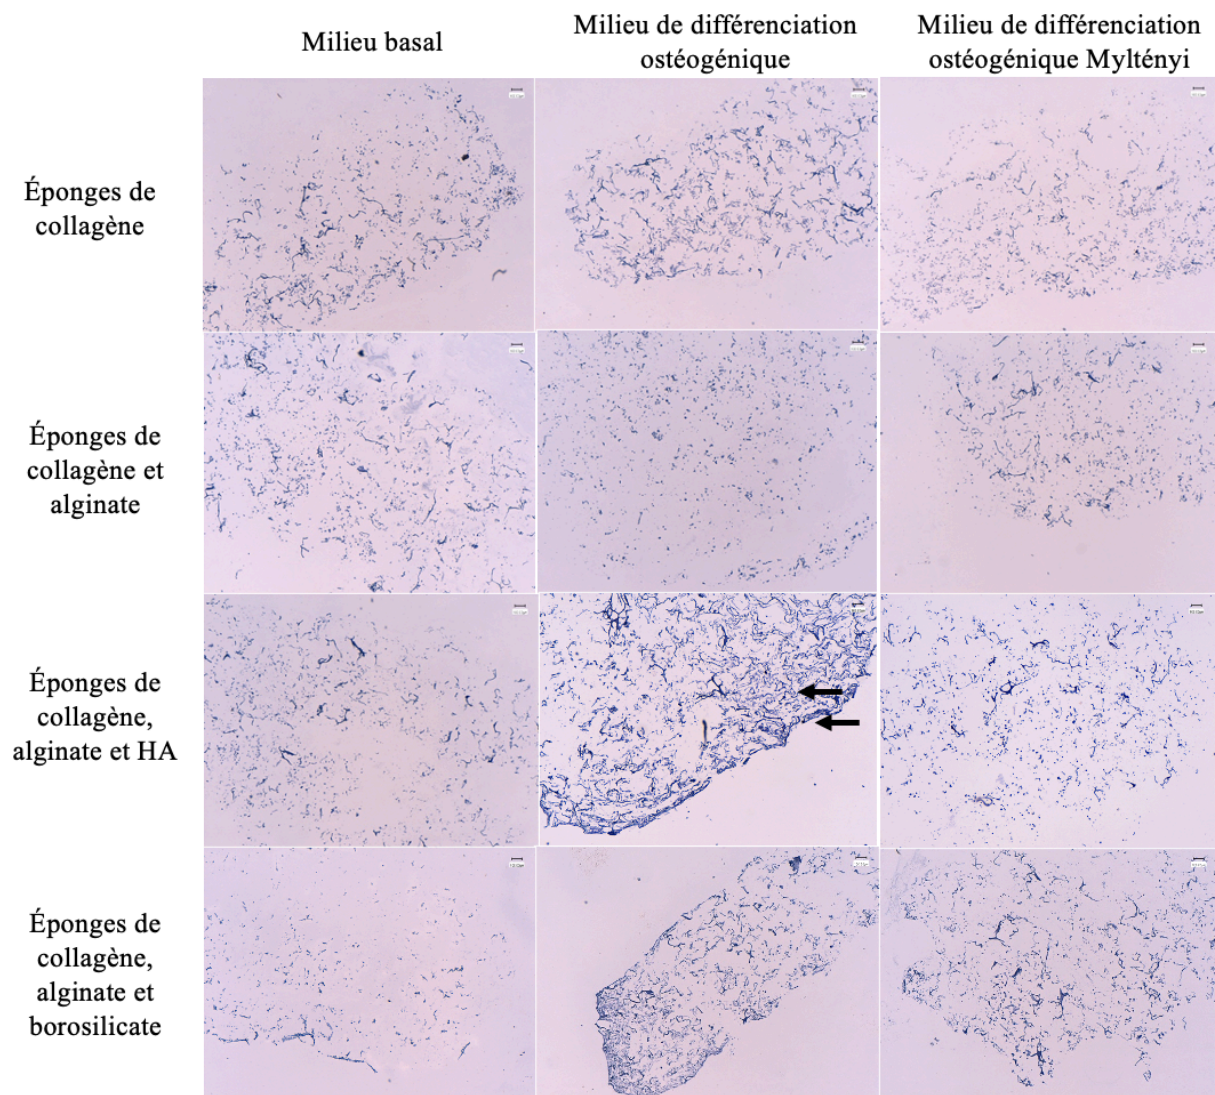 Milieu basal
Milieu de différenciation
ostéogénique
Milieu de différenciation
ostéogénique Myltényi
Éponges de
collagène
Éponges de
collagène et
alginate
Éponges de
collagène,
alginate et HA
Éponges de
collagène,
alginate et
borosilicate